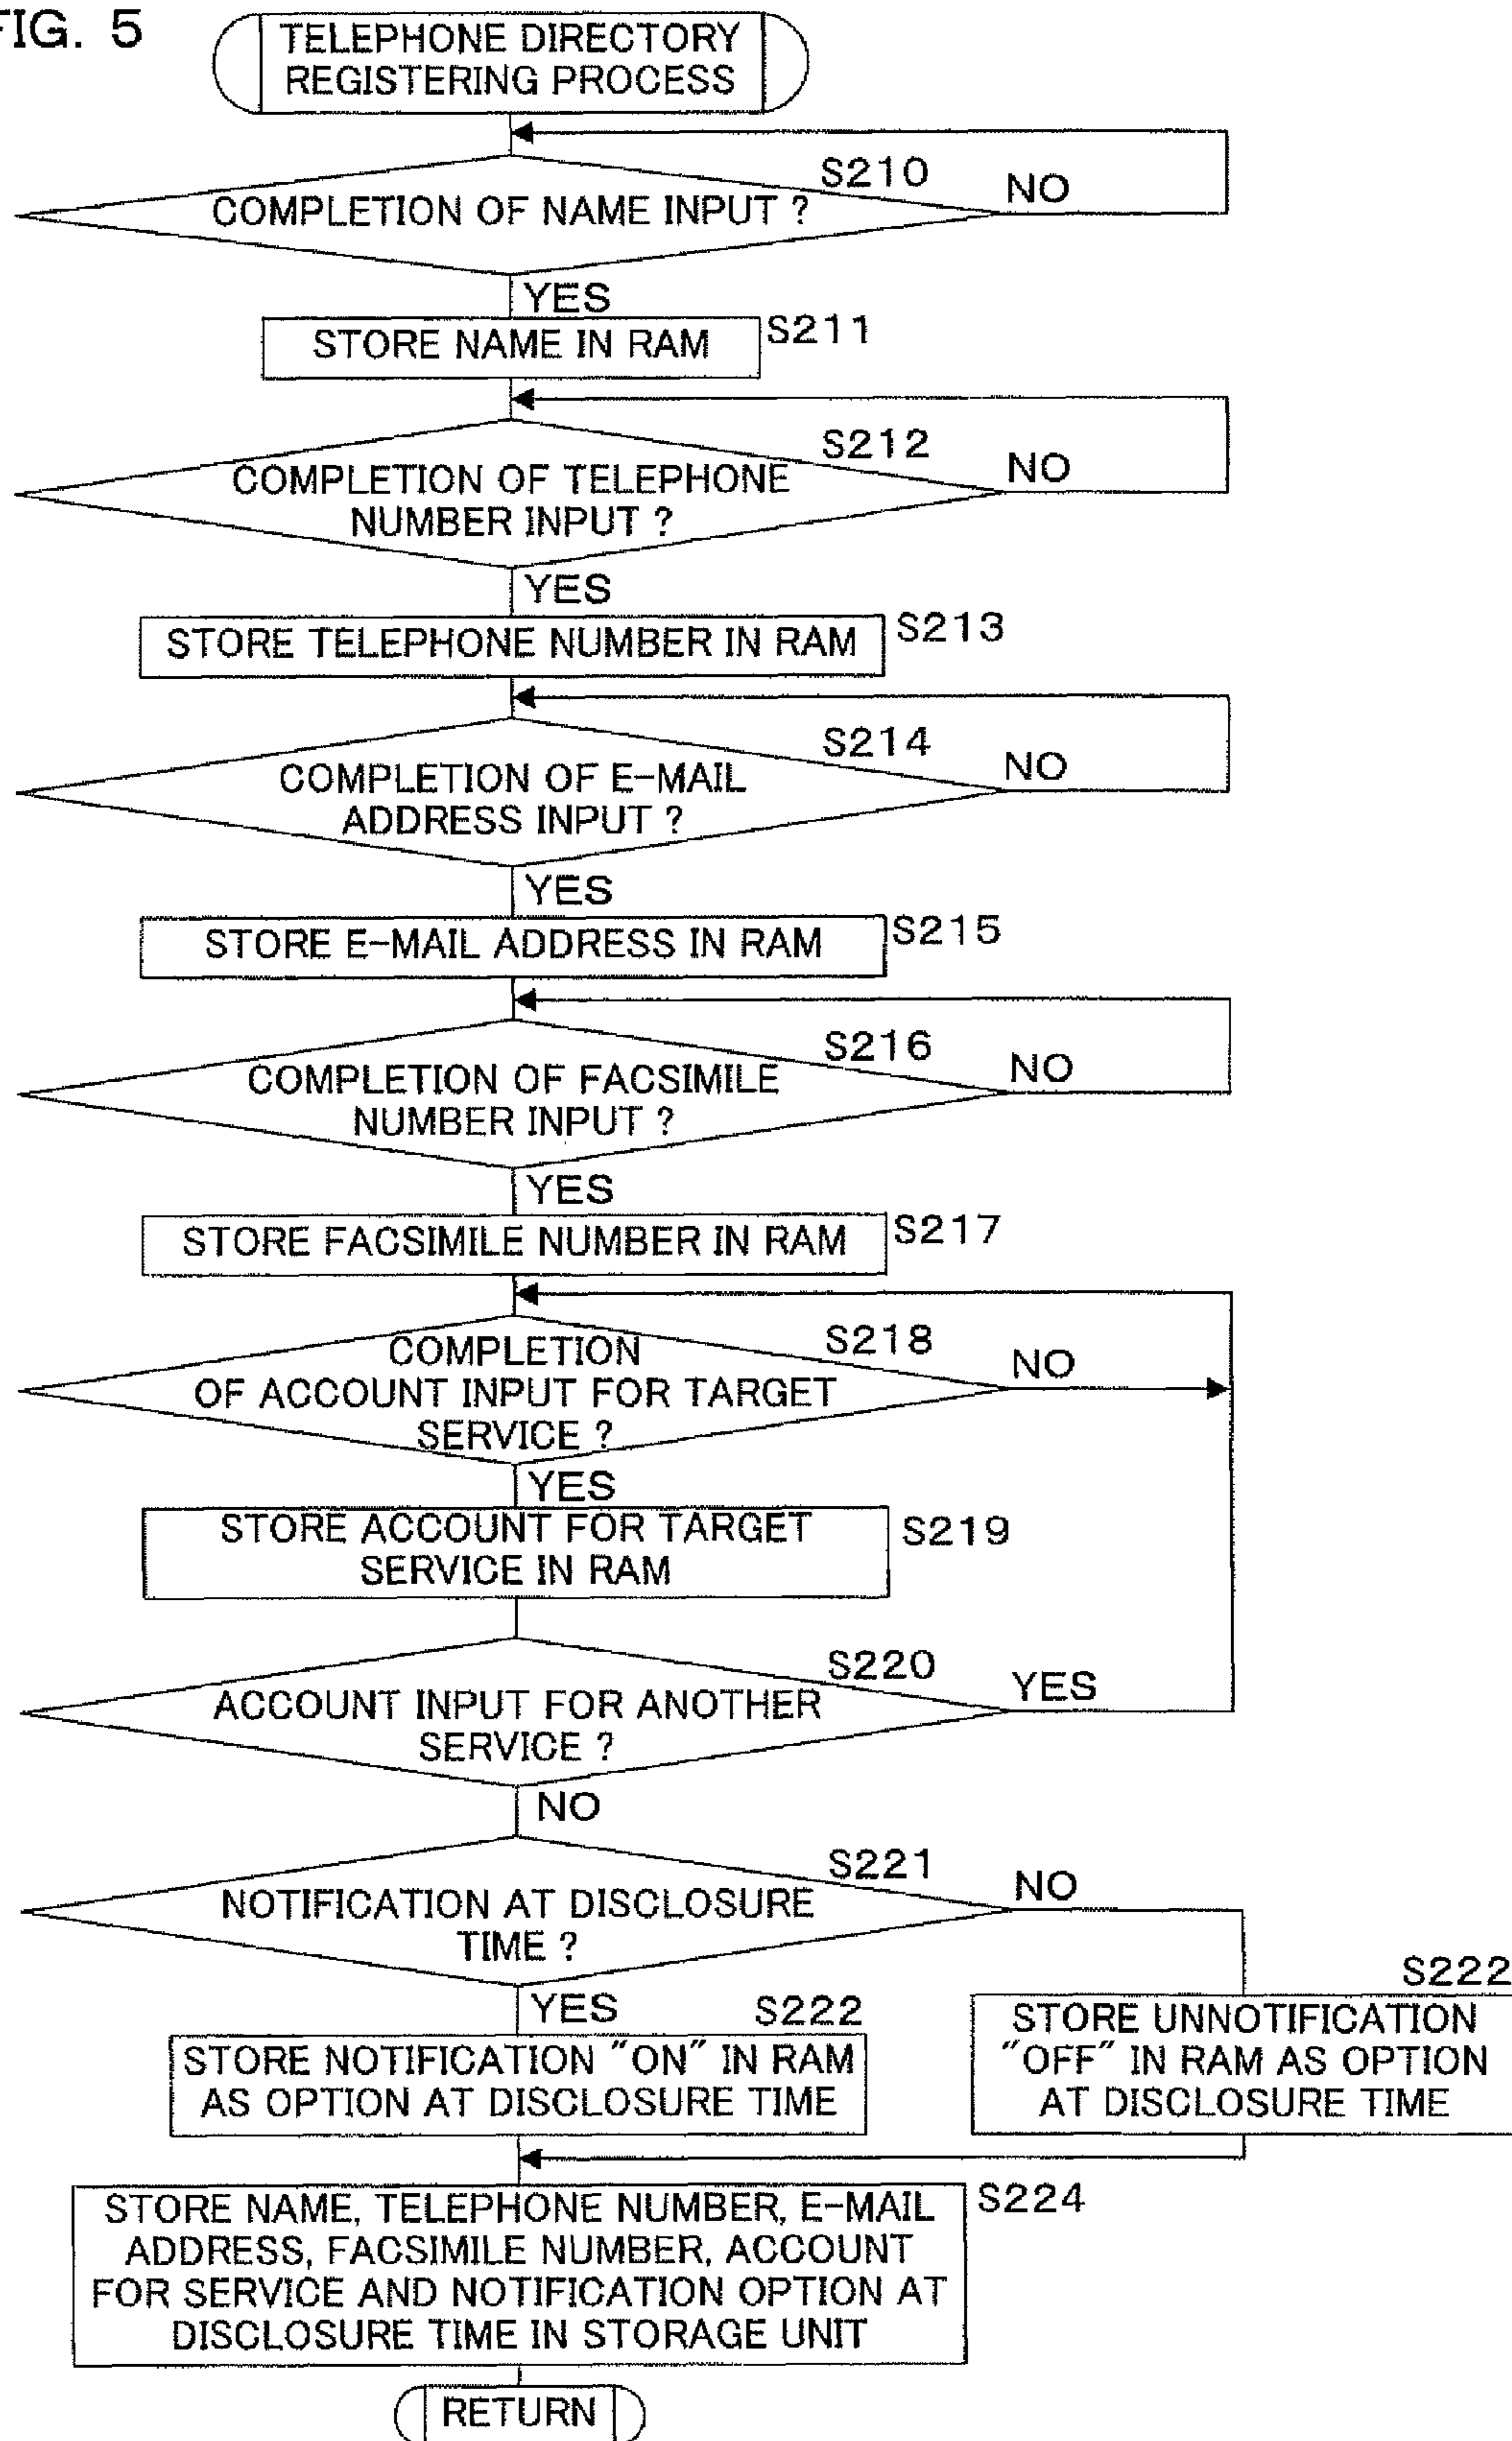 FIG. 5
TELEPHONE DIRECTORY
REGISTERING PROCESS
S210
COMPLETION OF NAME INPUT ?
NO
YES
STORE NAME IN RAM
S211
S212
COMPLETION OF TELEPHONE
NUMBER INPUT ?
NO
YES
STORE TELEPHONE NUMBER IN RAM
S213
S214
COMPLETION OF E-MAIL
ADDRESS INPUT ?
NO
YES
STORE E-MAIL ADDRESS IN RAM
S215
S216
COMPLETION OF FACSIMILE
NUMBER INPUT ?
NO
YES
STORE FACSIMILE NUMBER IN RAM
S217
S218
COMPLETION
OF ACCOUNT INPUT FOR TARGET
SERVICE ?
NO
YES
STORE ACCOUNT FOR TARGET
SERVICE IN RAM
S219
S220
ACCOUNT INPUT FOR ANOTHER
SERVICE ?
YES
NO
S221
NOTIFICATION AT DISCLOSURE
TIME ?
NO
YES
S222
STORE NOTIFICATION "ON" IN RAM
AS OPTION AT DISCLOSURE TIME
S222
STORE UNNOTIFICATION
"OFF" IN RAM AS OPTION
AT DISCLOSURE TIME
STORE NAME, TELEPHONE NUMBER, E-MAIL
ADDRESS, FACSIMILE NUMBER, ACCOUNT
FOR SERVICE AND NOTIFICATION OPTION AT
DISCLOSURE TIME IN STORAGE UNIT
S224
RETURN